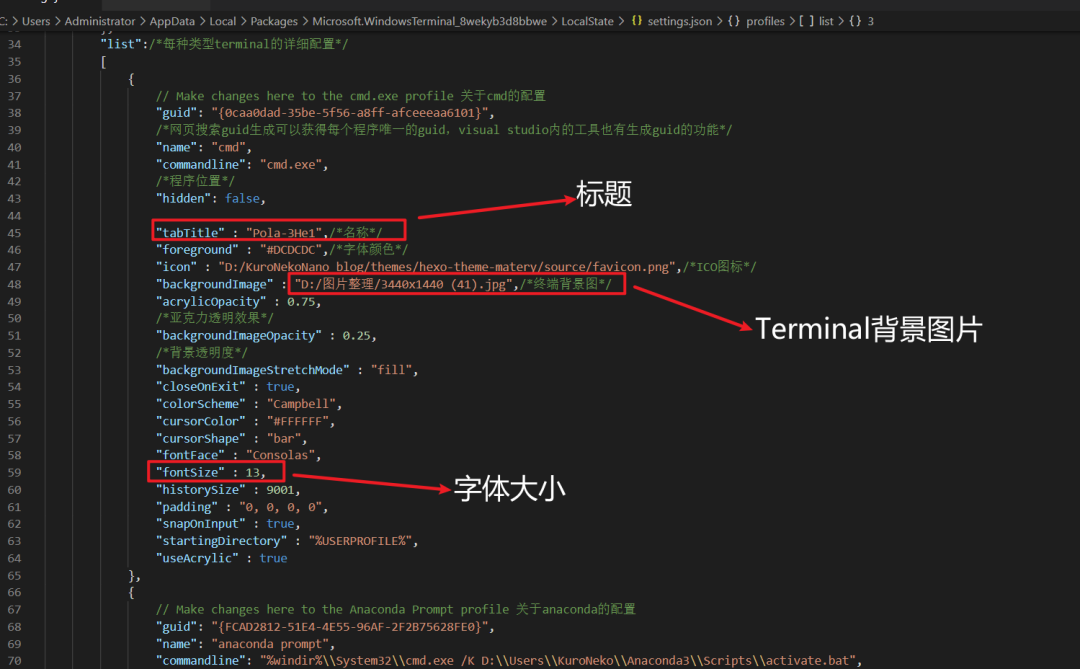 C: > Users > Administrator > AppData > Local > Packages > Microsoft.WindowsTerminal_8wekyb3d8bbwe > LocalState > {} settings.json > {} profiles > [ ] list > {} 3
34 "list":/*每种类型terminal的详细配置*/
35 [
36 {
37 // Make changes here to the cmd.exe profile 关于cmd的配置
38 "guid": "{0caa0dad-35be-5f56-a8ff-afceeeaa6101}",
39 /*网页搜索guid生成可以获得每个程序唯一的guid，visual studio内的工具也有生成guid的功能*/
40 "name": "cmd",
41 "commandline": "cmd.exe",
42 /*程序位置*/
43 "hidden": false,
标题
44
45 "tabTitle" : "Pola-3He1",/*名称*/
46 "foreground" : "#DCDCDC",/*字体颜色*/
47 "icon" : "D:/KuroNekoNano_blog/themes/hexo-theme-matery/source/favicon.png",/*ICO图标*/
48 "backgroundImage" : "D:/图片整理/3440x1440 (41).jpg",/*终端背景图*/
49 "acrylicOpacity" : 0.75,
50 /*亚克力透明效果*/
Terminal背景图片
51 "backgroundImageOpacity" : 0.25,
52 /*背景透明度*/
53 "backgroundImageStretchMode" : "fill",
54 "closeOnExit" : true,
55 "colorScheme" : "Campbell",
56 "cursorColor" : "#FFFFFF",
57 "cursorShape" : "bar",
58 "fontFace" : "Consolas",
59 "fontSize" : 13,
字体大小
60 "historySize" : 9001,
61 "padding" : "0, 0, 0, 0",
62 "snapOnInput" : true,
63 "startingDirectory" : "%USERPROFILE%",
64 "useAcrylic" : true
65 },
66 {
67 // Make changes here to the Anaconda Prompt profile 关于anaconda的配置
68 "guid": "{FCAD2812-51E4-4E55-96AF-2F2B75628FE0}",
69 "name": "anaconda prompt",
70 "commandline": "%windir%\\System32\\cmd.exe /K D:\\Users\\KuroNeko\\Anaconda3\\Scripts\\activate.bat",